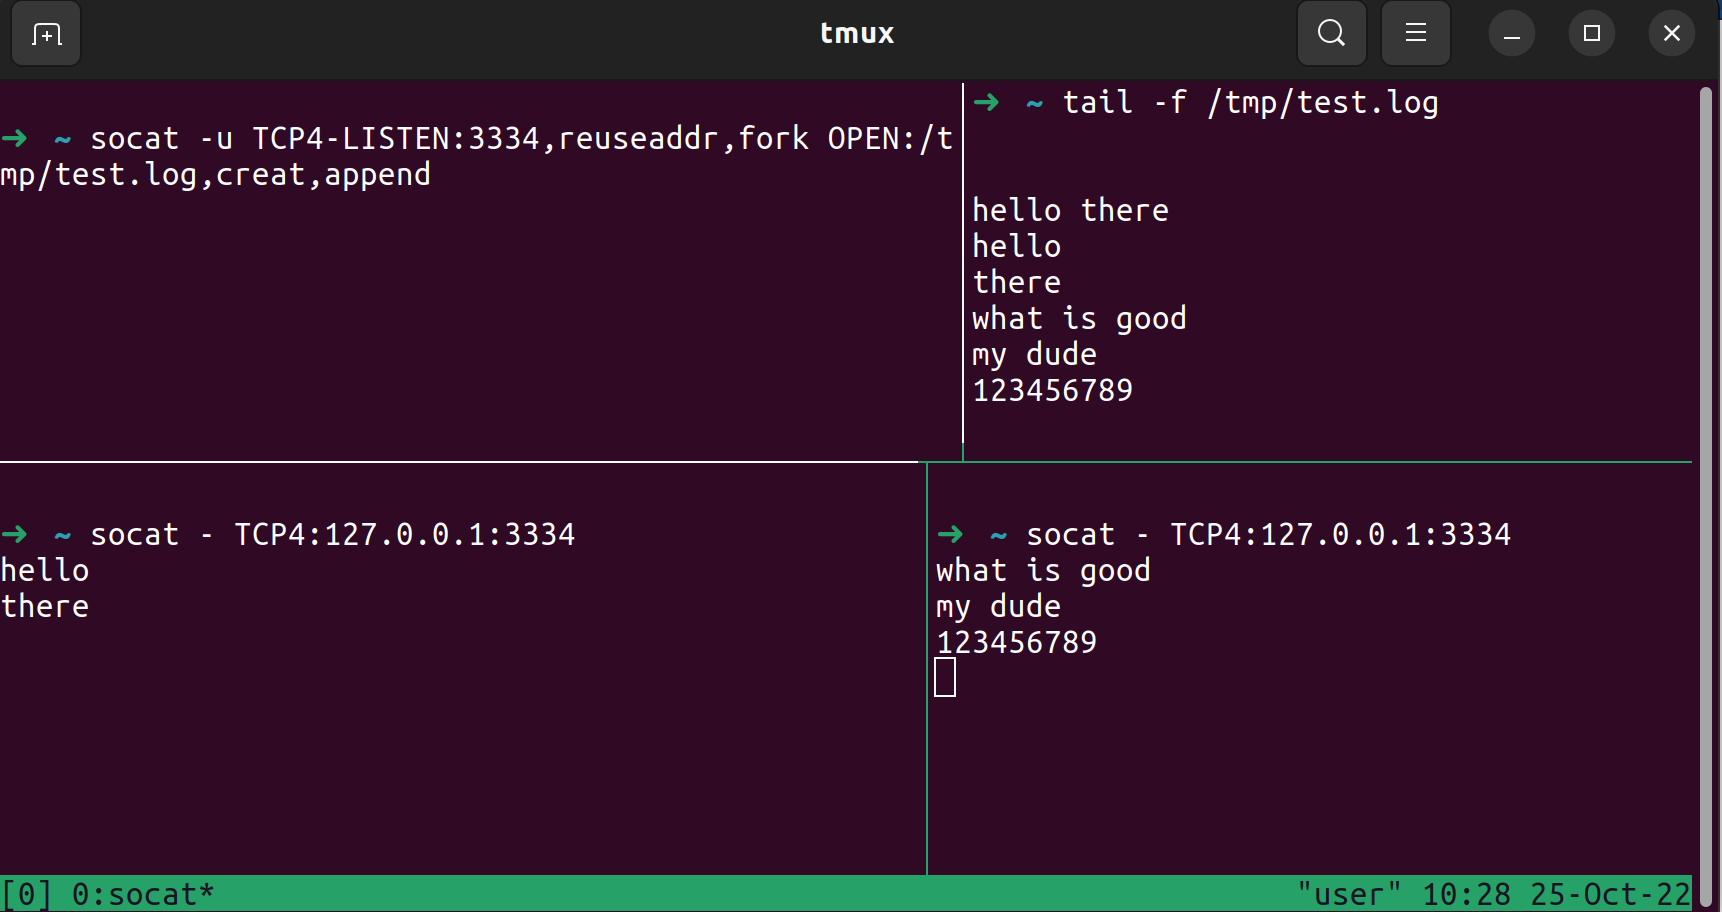 tmux
➜  ~ socat -u TCP4-LISTEN:3334,reuseaddr,fork OPEN:/t
mp/test.log,creat,append
➜  ~ tail -f /tmp/test.log
hello there
hello
there
what is good
my dude
123456789
➜  ~ socat - TCP4:127.0.0.1:3334
hello
there
➜  ~ socat - TCP4:127.0.0.1:3334
what is good
my dude
123456789
[0] 0:socat* "user" 10:28 25-Oct-22